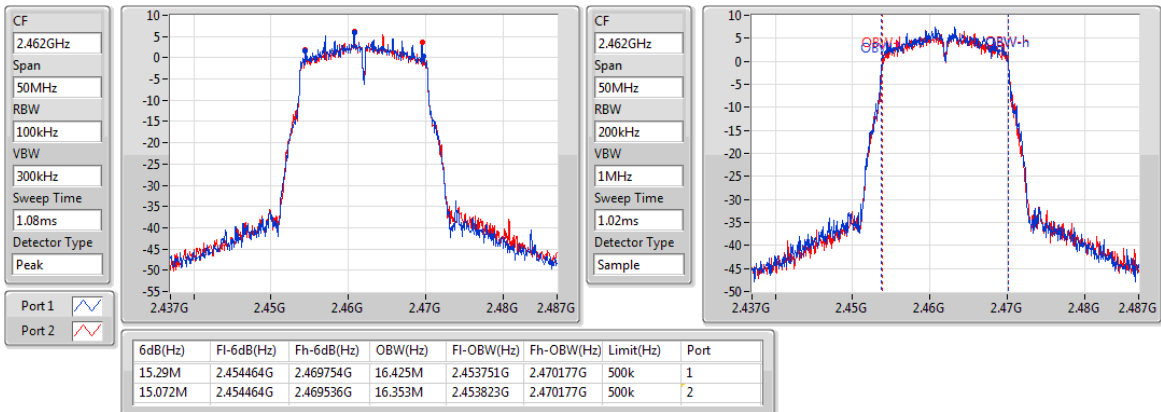 CF
2.462GHz
Span
50MHz
RBW
100kHz
VBW
300kHz
Sweep Time
1.08ms
Detector Type
Peak
Port 1
Port 2
10
5
0
-5
-10
-15
-20
-25
-30
-35
-40
-45
-50
-55
2.437G 2.45G 2.46G 2.47G 2.48G 2.487G
CF
2.462GHz
Span
50MHz
RBW
200kHz
VBW
1MHz
Sweep Time
1.02ms
Detector Type
Sample
10
5
0
-5
-10
-15
-20
-25
-30
-35
-40
-45
-50
OBW-h
2.437G 2.45G 2.46G 2.47G 2.48G 2.487G
6dB(Hz) Fl-6dB(Hz) Fh-6dB(Hz) OBW(Hz) Fl-OBW(Hz) Fh-OBW(Hz) Limit(Hz) Port
15.29M 2.454464G 2.469754G 16.425M 2.453751G 2.470177G 500k 1
15.072M 2.454464G 2.469536G 16.353M 2.453823G 2.470177G 500k 2